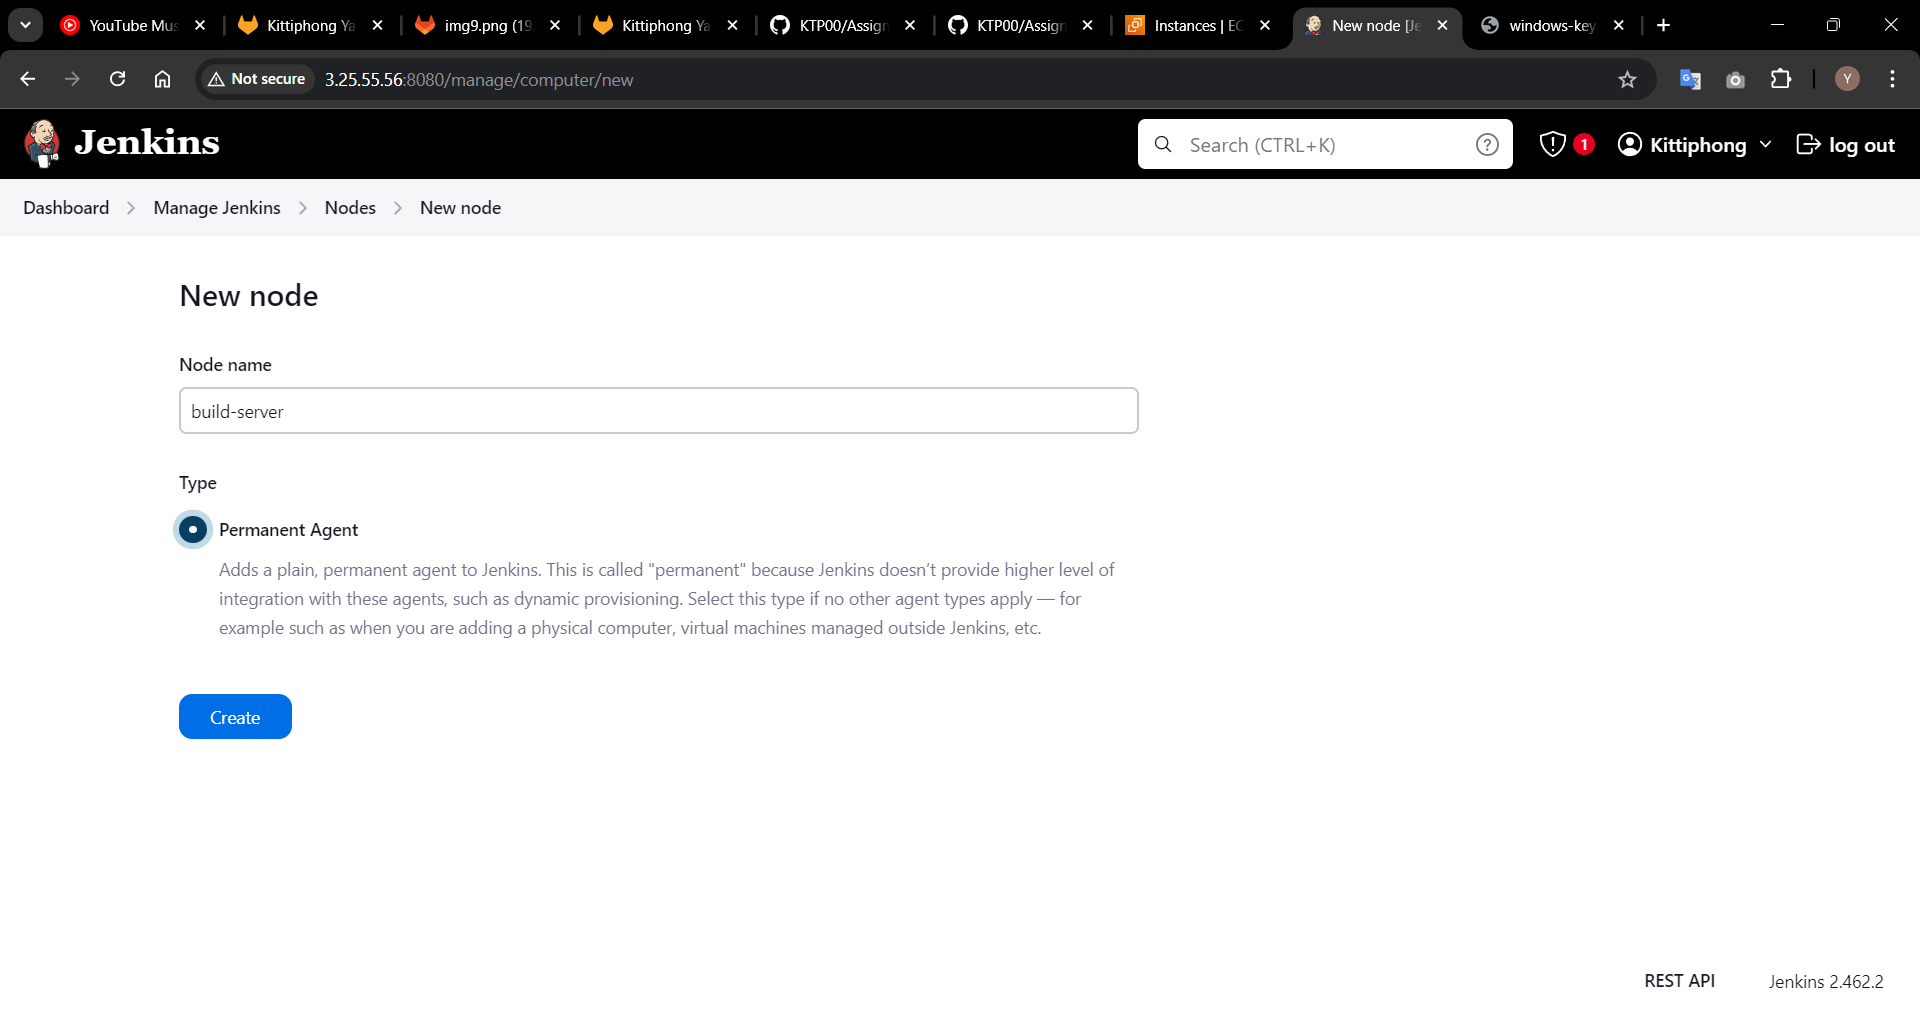 YouTube Mus
Kittiphong Ya
img9.png (19
Kittiphong Ya
KTP00/Assign
KTP00/Assign
Instances | EC
New node [Je
windows-key
Not secure
3.25.55.56:8080/manage/computer/new
Y
Jenkins
Search (CTRL+K)
1
Kittiphong
log out
Dashboard > Manage Jenkins > Nodes > New node
New node
Node name
build-server
Type
Permanent Agent
Adds a plain, permanent agent to Jenkins. This is called "permanent" because Jenkins doesn’t provide higher level of
integration with these agents, such as dynamic provisioning. Select this type if no other agent types apply — for
example such as when you are adding a physical computer, virtual machines managed outside Jenkins, etc.
Create
REST API
Jenkins 2.462.2